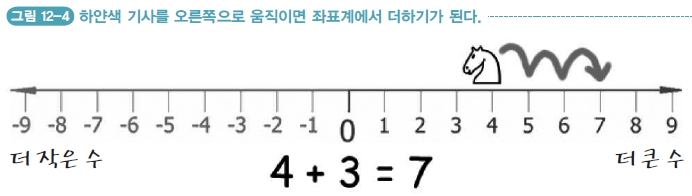 그림 12-4 하얀색 기사를 오른쪽으로 움직이면 좌표계에서 더하기가 된다.
-9 -8 -7 -6 -5 -4 -3 -2 -1 0 1 2 3 4 5 6 7 8 9
더 작은 수 더 큰 수
4 + 3 = 7